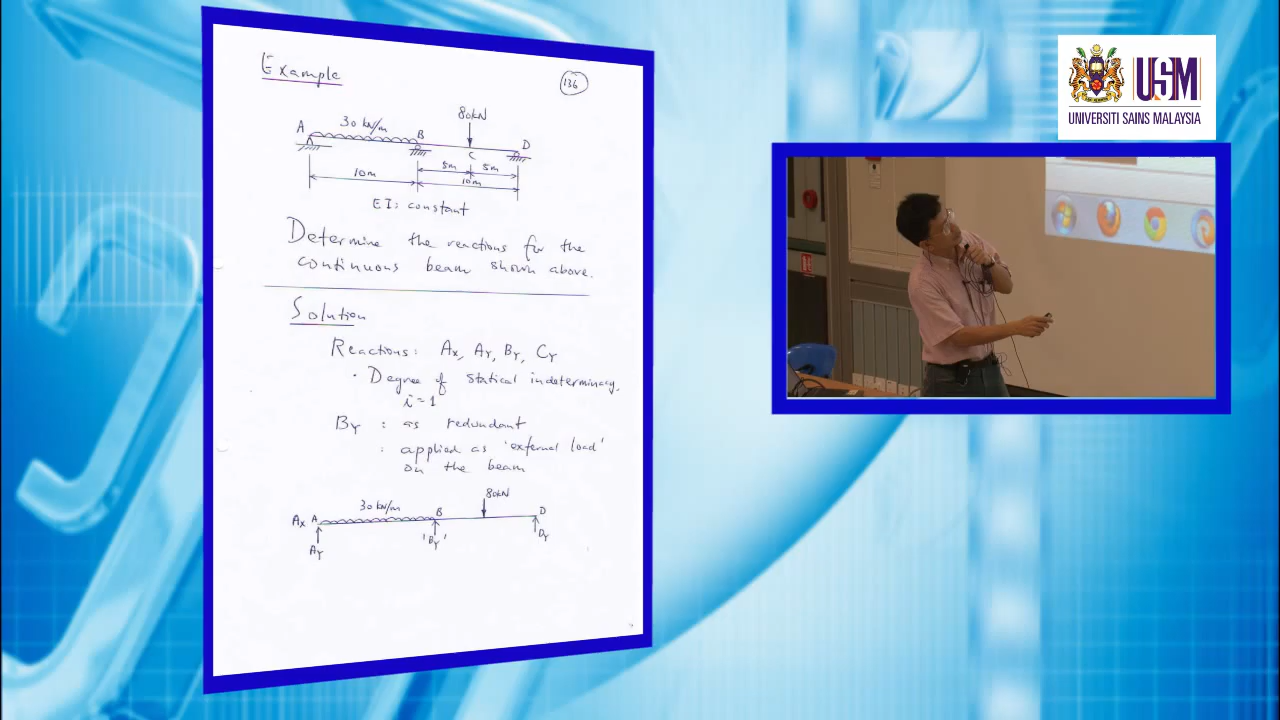 Example
136
80kN
30 kN/m
A
B
D
C
5m
5m
10m
10m
EI: constant
Determine the reactions for the
continuous beam shown above.
Solution
Reactions: Ax, AY, BY, CY
· Degree of statical indeterminacy,
i=1
BY : as redundant
: applied as 'external load'
on the beam
80kN
30 kN/m
Ax A
B
D
AY
'BY'
DY
USM
UNIVERSITI SAINS MALAYSIA